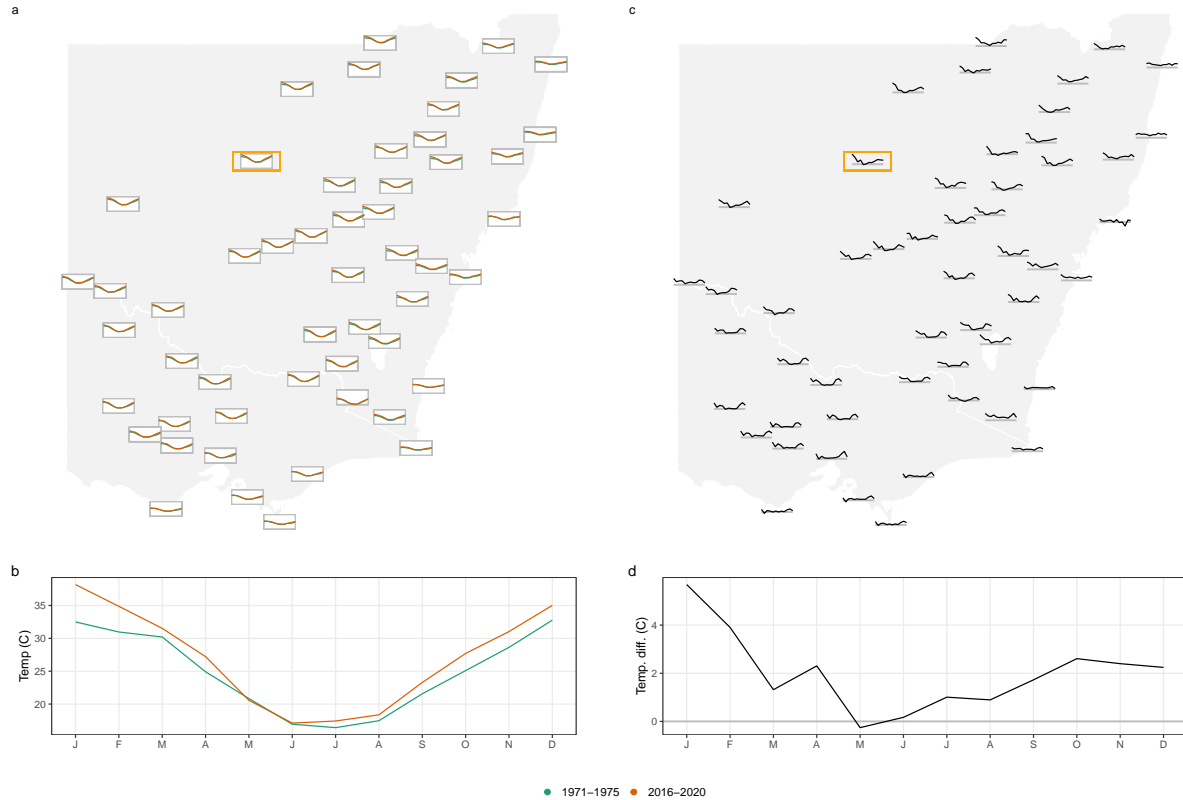 a
c
b
Temp (C)
35
30
25
20
J F M A M J J A S O N D
d
Temp. diff. (C)
4
2
0
J F M A M J J A S O N D
1971−1975 2016−2020